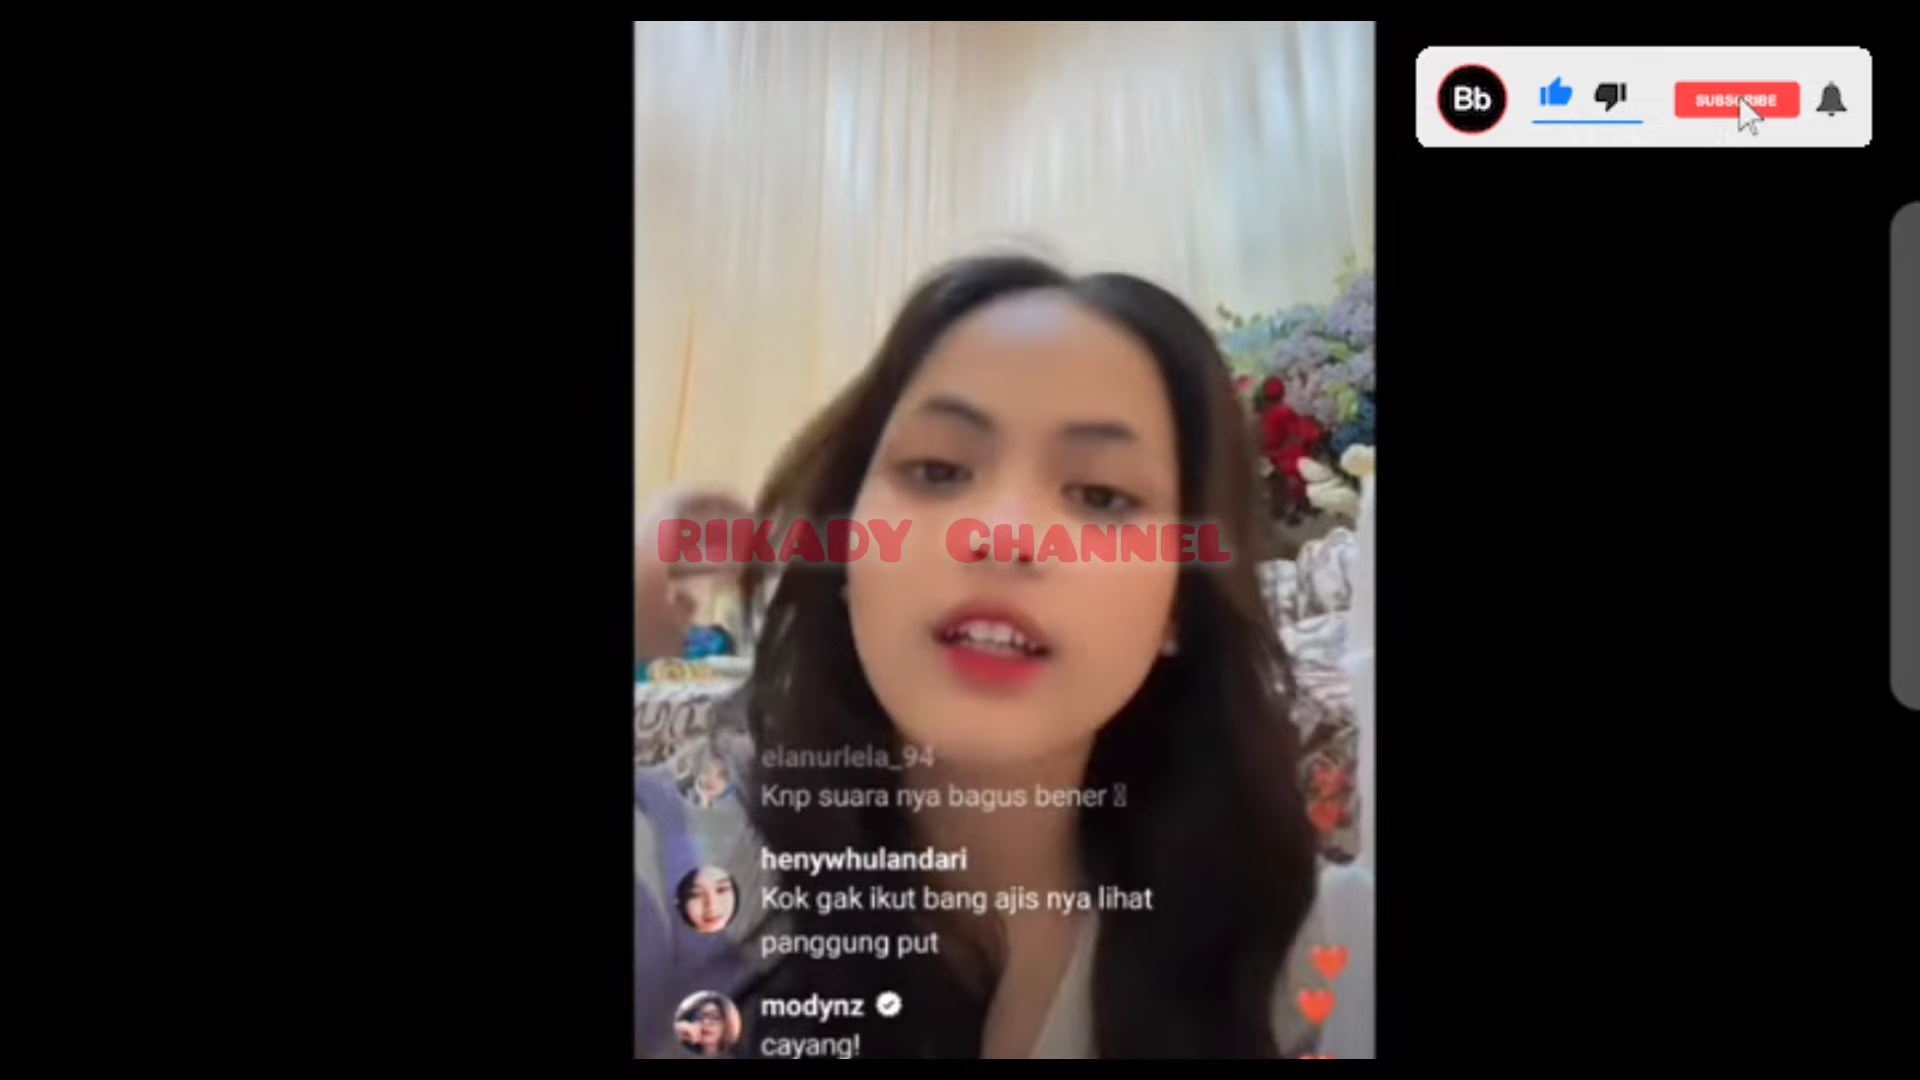 Bb
SUBSCRIBE
RIKADY CHANNEL
elanurlela_94
Knp suara nya bagus bener
henywhulandari
Kok gak ikut bang ajis nya lihat
panggung put
modynz
cayang!